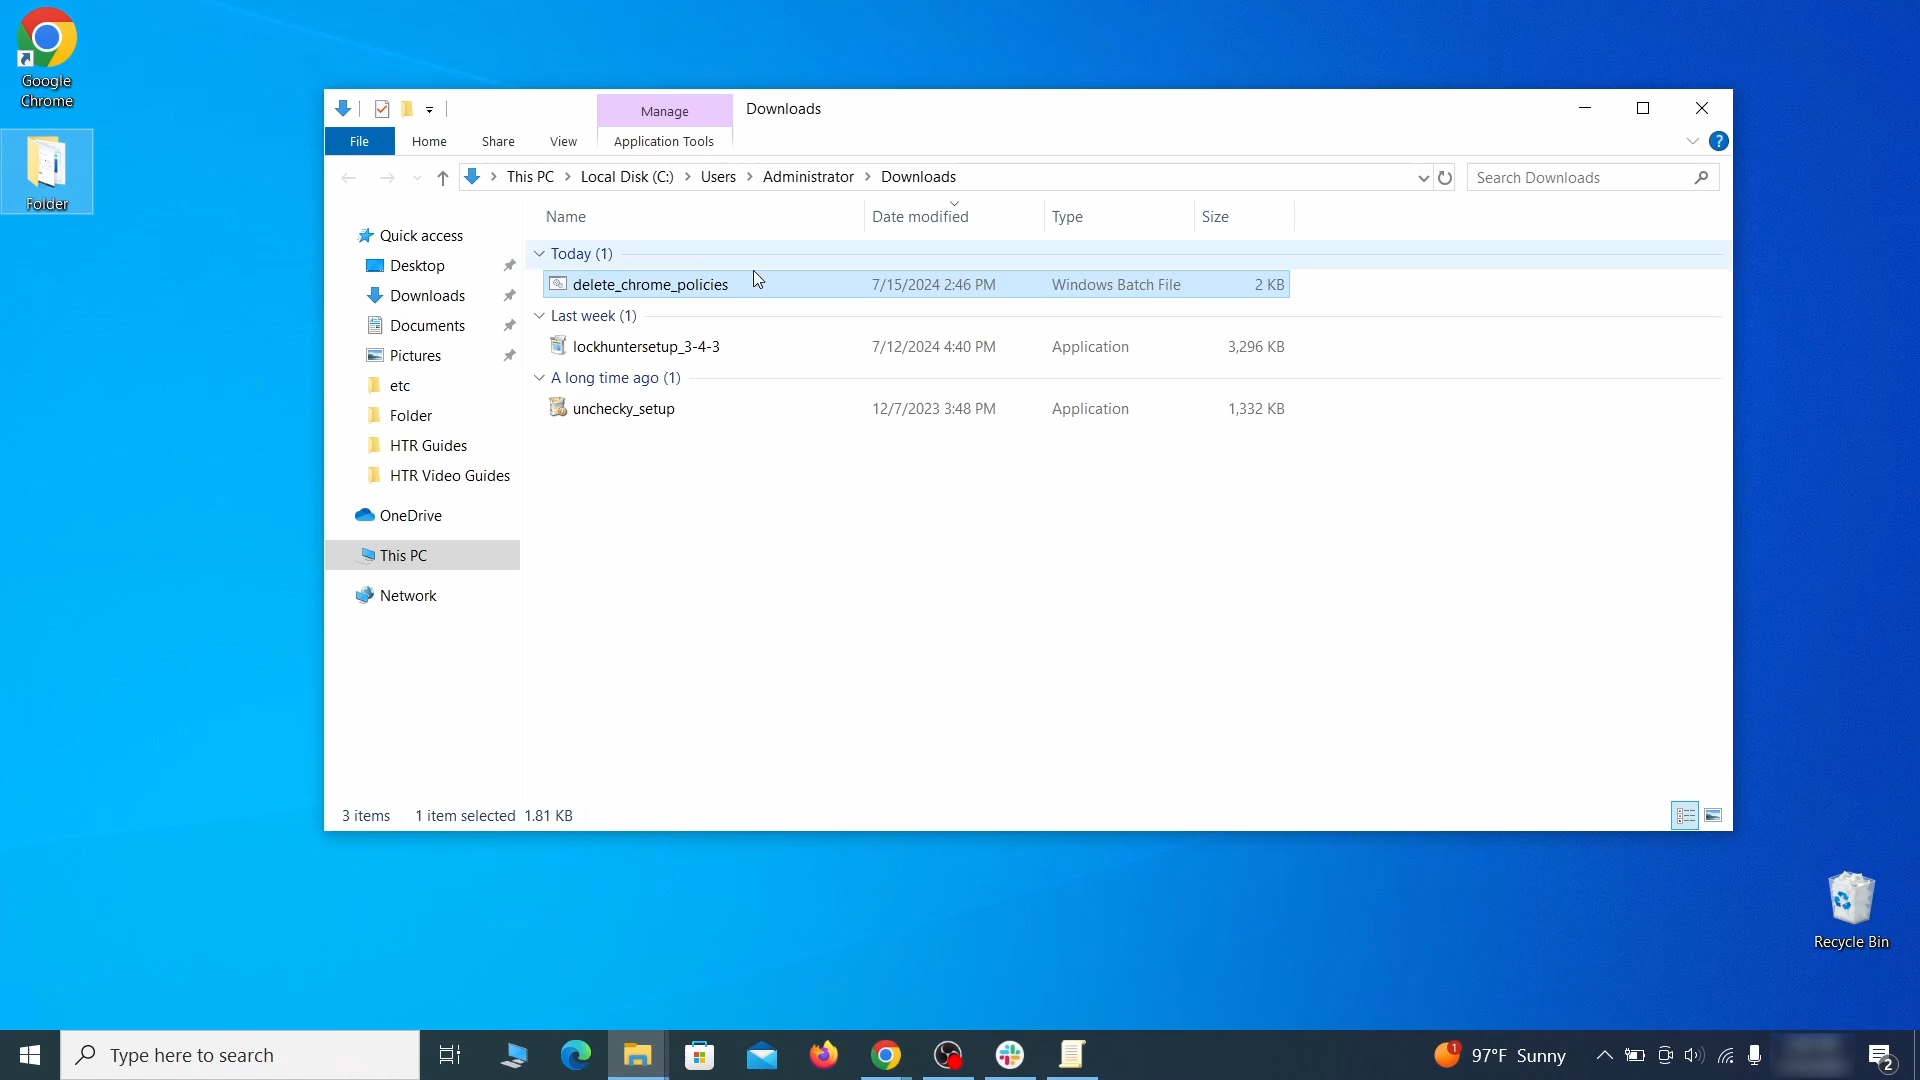 Google
Chrome
Folder
Manage
Downloads
File
Home
Share
View
Application Tools
?
This PC
Local Disk (C:)
Users
Administrator
Downloads
Search Downloads
Name
Date modified
Type
Size
Quick access
Desktop
Downloads
Documents
Pictures
etc
Folder
HTR Guides
HTR Video Guides
OneDrive
This PC
Network
Today (1)
delete_chrome_policies
7/15/2024 2:46 PM
Windows Batch File
2 KB
Last week (1)
lockhuntersetup_3-4-3
7/12/2024 4:40 PM
Application
3,296 KB
A long time ago (1)
unchecky_setup
12/7/2023 3:48 PM
Application
1,332 KB
3 items
1 item selected 1.81 KB
Recycle Bin
Type here to search
1
97°F Sunny
2